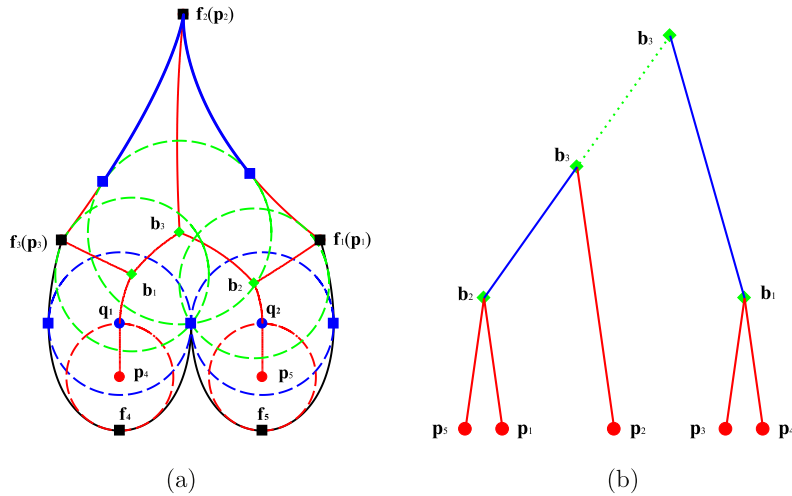 f₂(p₂)
f₃(p₃)
b₃
f₁(p₁)
b₁
b₂
q₁
q₂
p₄
p₅
f₄
f₅
(a)
b₃
b₃
b₂
b₁
p₅
p₁
p₂
p₃
p₄
(b)